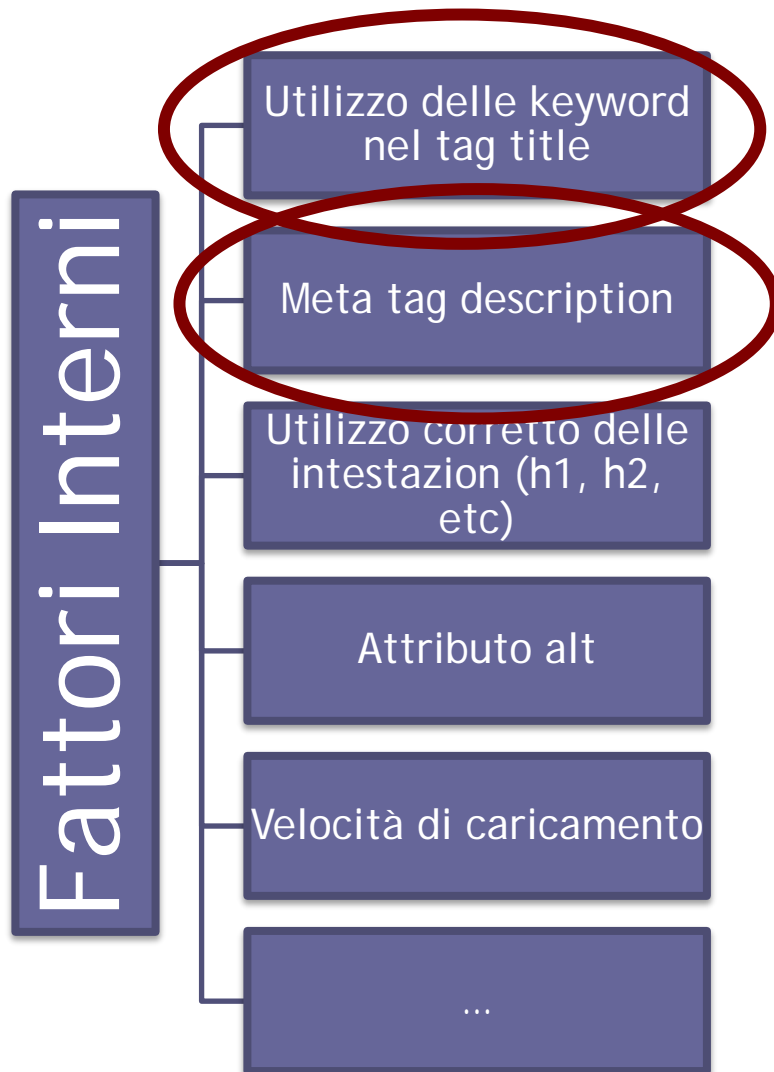 Fattori Interni
Utilizzo delle keyword
nel tag title
Meta tag description
Utilizzo corretto delle
intestazion (h1, h2,
etc)
Attributo alt
Velocità di caricamento
...